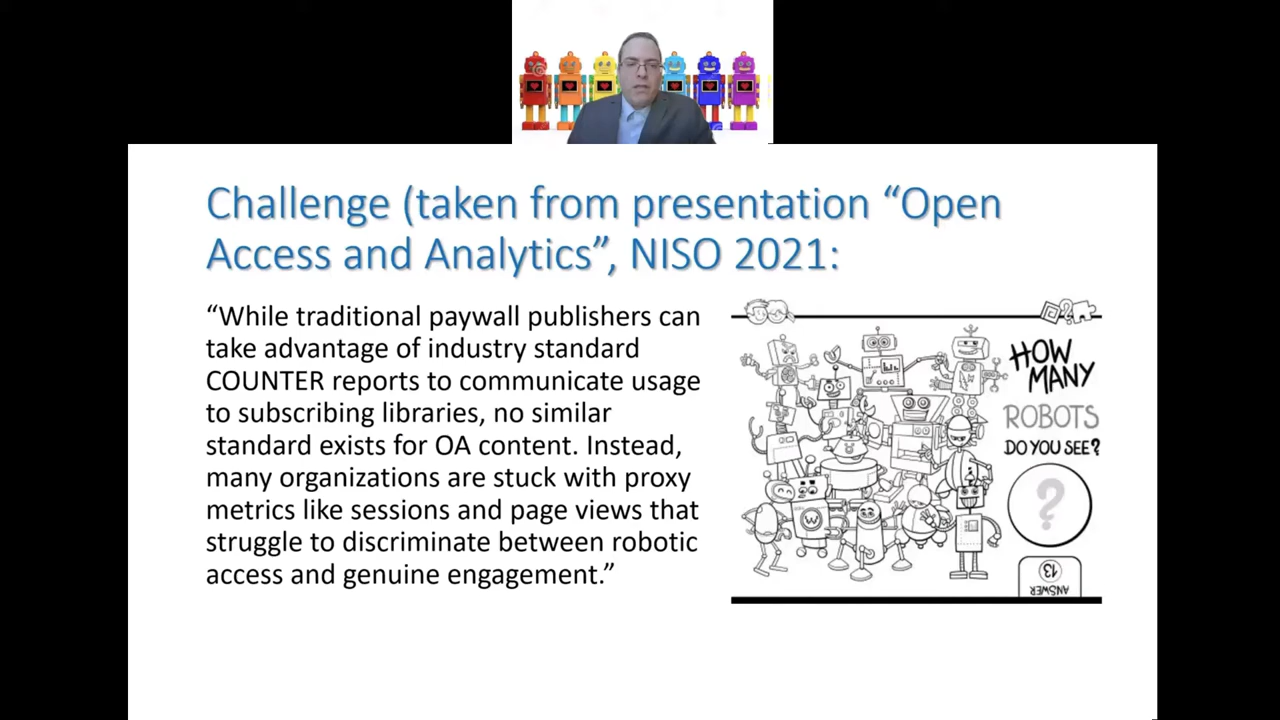 Challenge (taken from presentation “Open
Access and Analytics”, NISO 2021:
“While traditional paywall publishers can
take advantage of industry standard
COUNTER reports to communicate usage
to subscribing libraries, no similar
standard exists for OA content. Instead,
many organizations are stuck with proxy
metrics like sessions and page views that
struggle to discriminate between robotic
access and genuine engagement.”
HOW
MANY
ROBOTS
DO YOU SEE?
?
W
ANSWER
13